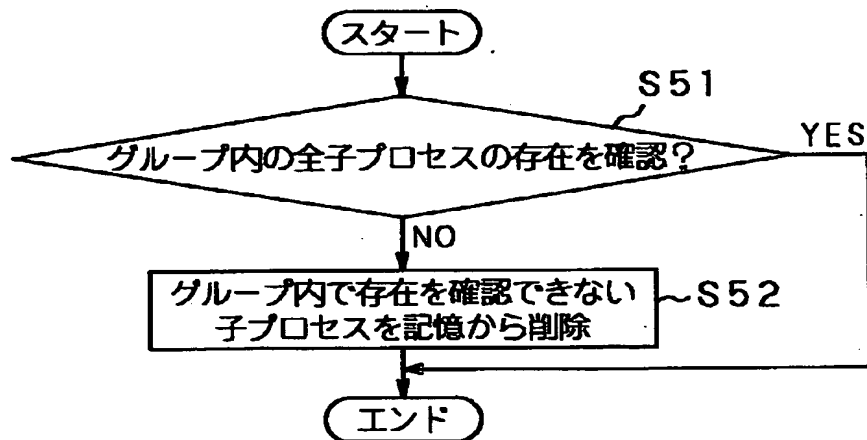 スタート
S51
グループ内の全子プロセスの存在を確認?
YES
NO
グループ内で存在を確認できない
子プロセスを記憶から削除
S52
エンド